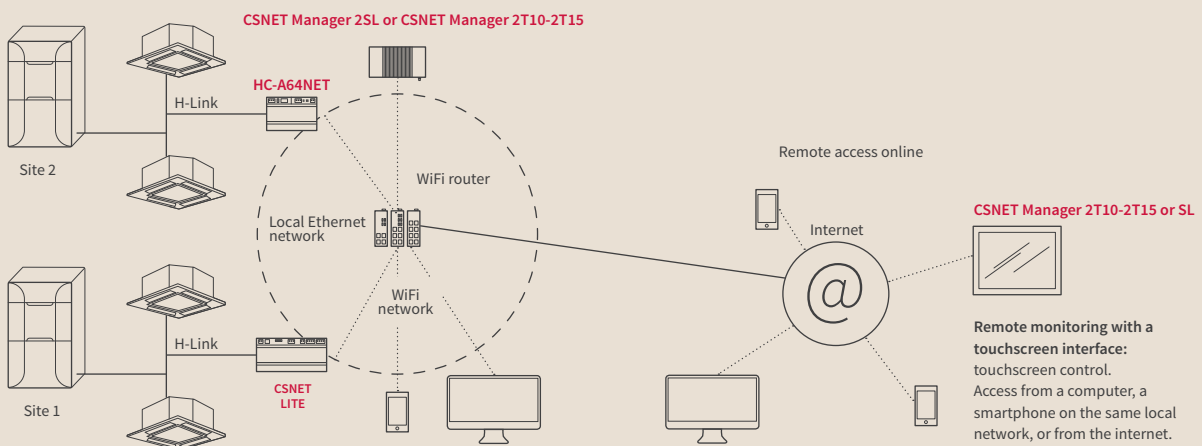 CSNET Manager 2SL or CSNET Manager 2T10-2T15
HC-A64NET
H-Link
Site 2
WiFi router
Local Ethernet
network
WiFi
network
H-Link
CSNET
LITE
Site 1
Remote access online
Internet
@
CSNET Manager 2T10-2T15 or SL
Remote monitoring with a
touchscreen interface:
touchscreen control.
Access from a computer, a
smartphone on the same local
network, or from the internet.